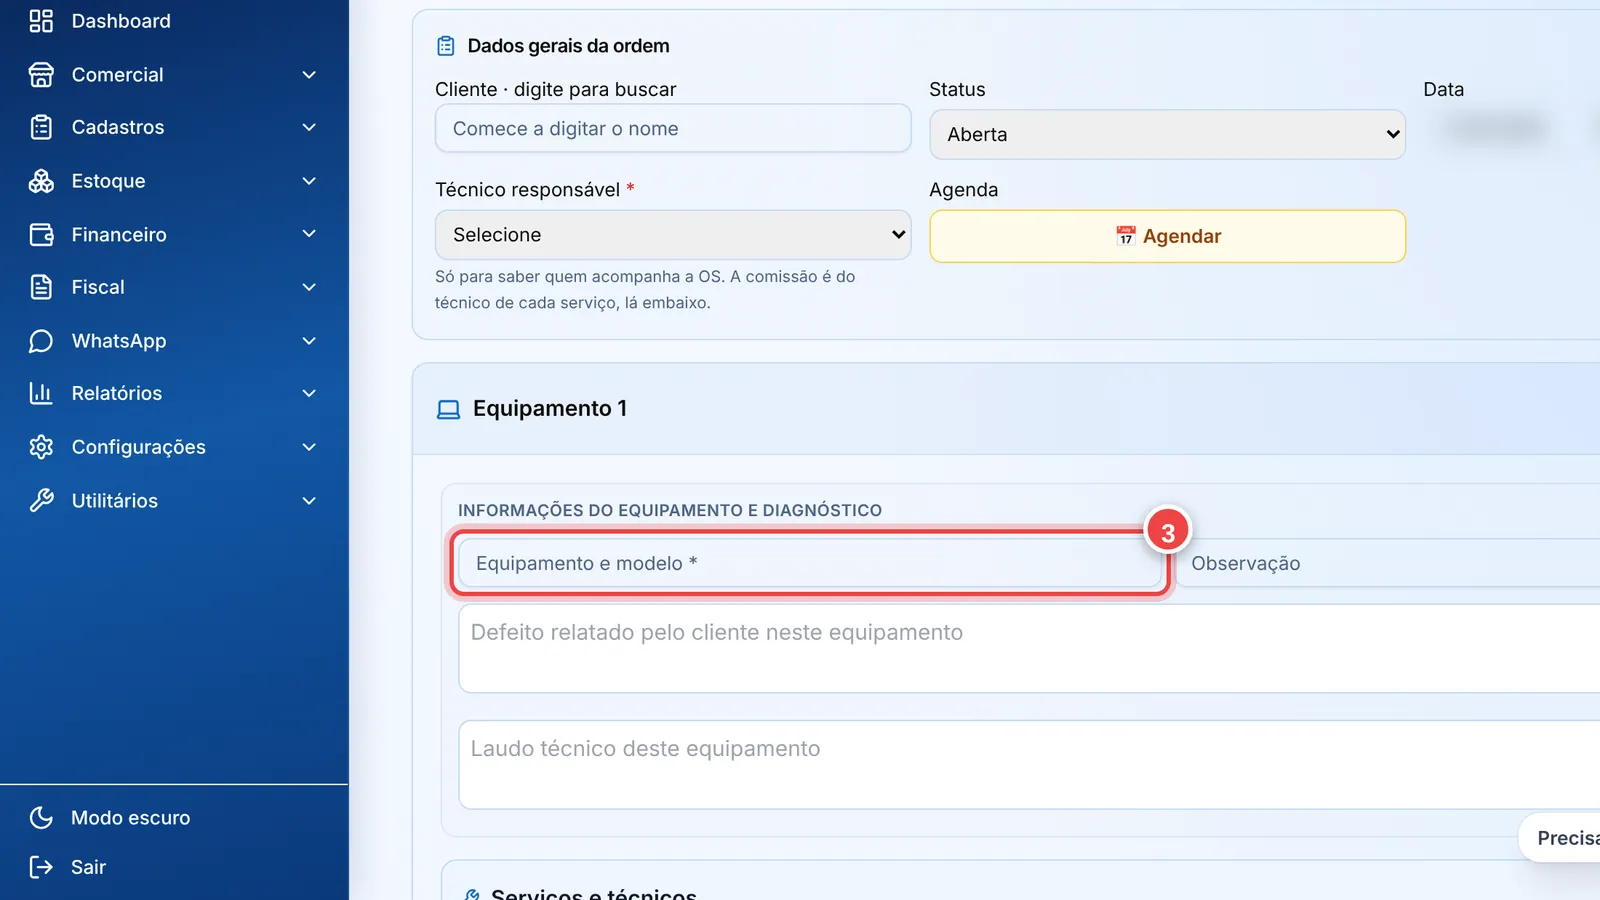 Dashboard
Comercial
Cadastros
Estoque
Financeiro
Fiscal
WhatsApp
Relatórios
Configurações
Utilitários
Modo escuro
Sair
Dados gerais da ordem
Cliente · digite para buscar
Comece a digitar o nome
Status
Aberta
Data
Técnico responsável *
Selecione
Só para saber quem acompanha a OS. A comissão é do
técnico de cada serviço, lá embaixo.
Agenda
📅 Agendar
Equipamento 1
INFORMAÇÕES DO EQUIPAMENTO E DIAGNÓSTICO
3
Equipamento e modelo *
Observação
Defeito relatado pelo cliente neste equipamento
Laudo técnico deste equipamento
Precisa
Serviços e técnicos